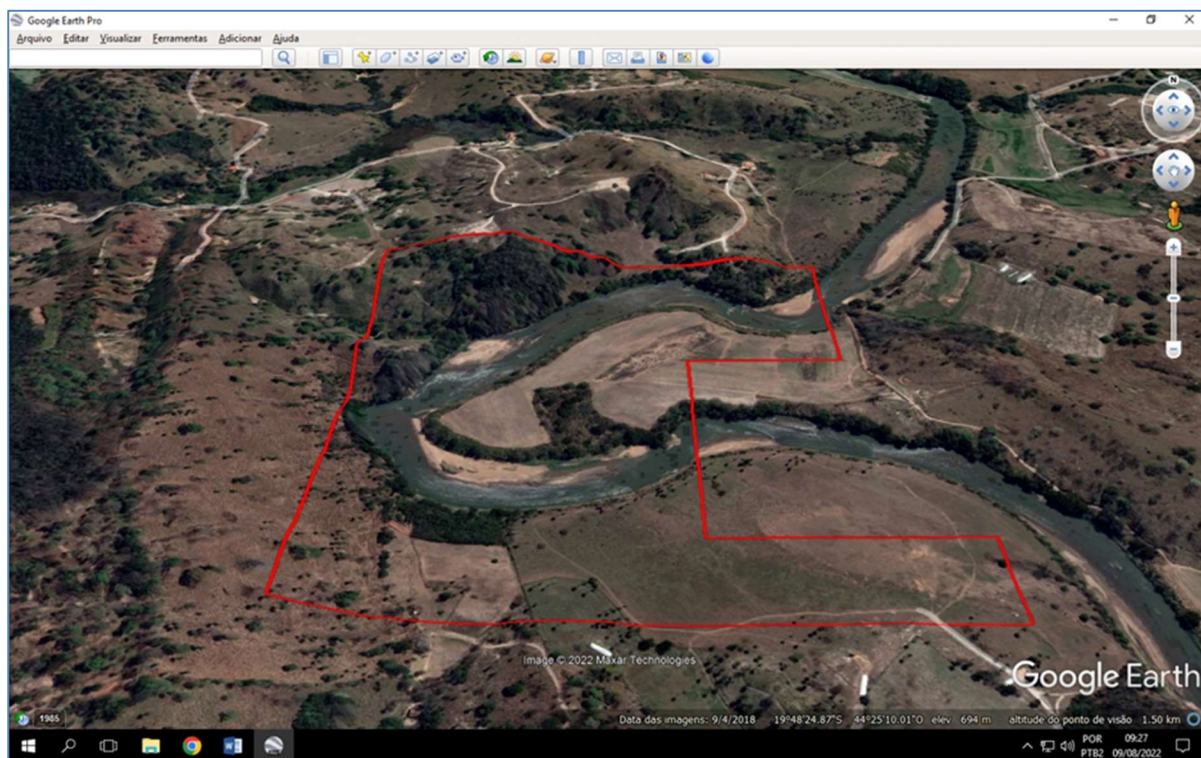 Google Earth Pro
Arquivo Editar Visualizar Ferramentas Adicionar Ajuda
N
Image © 2022 Maxar Technologies
Google Earth
1985
Data das imagens: 9/4/2018 19°48'24.87"S 44°25'10.01"O elev 694 m altitude do ponto de visão 1.50 km
POR 09:27
PTB2 09/08/2022